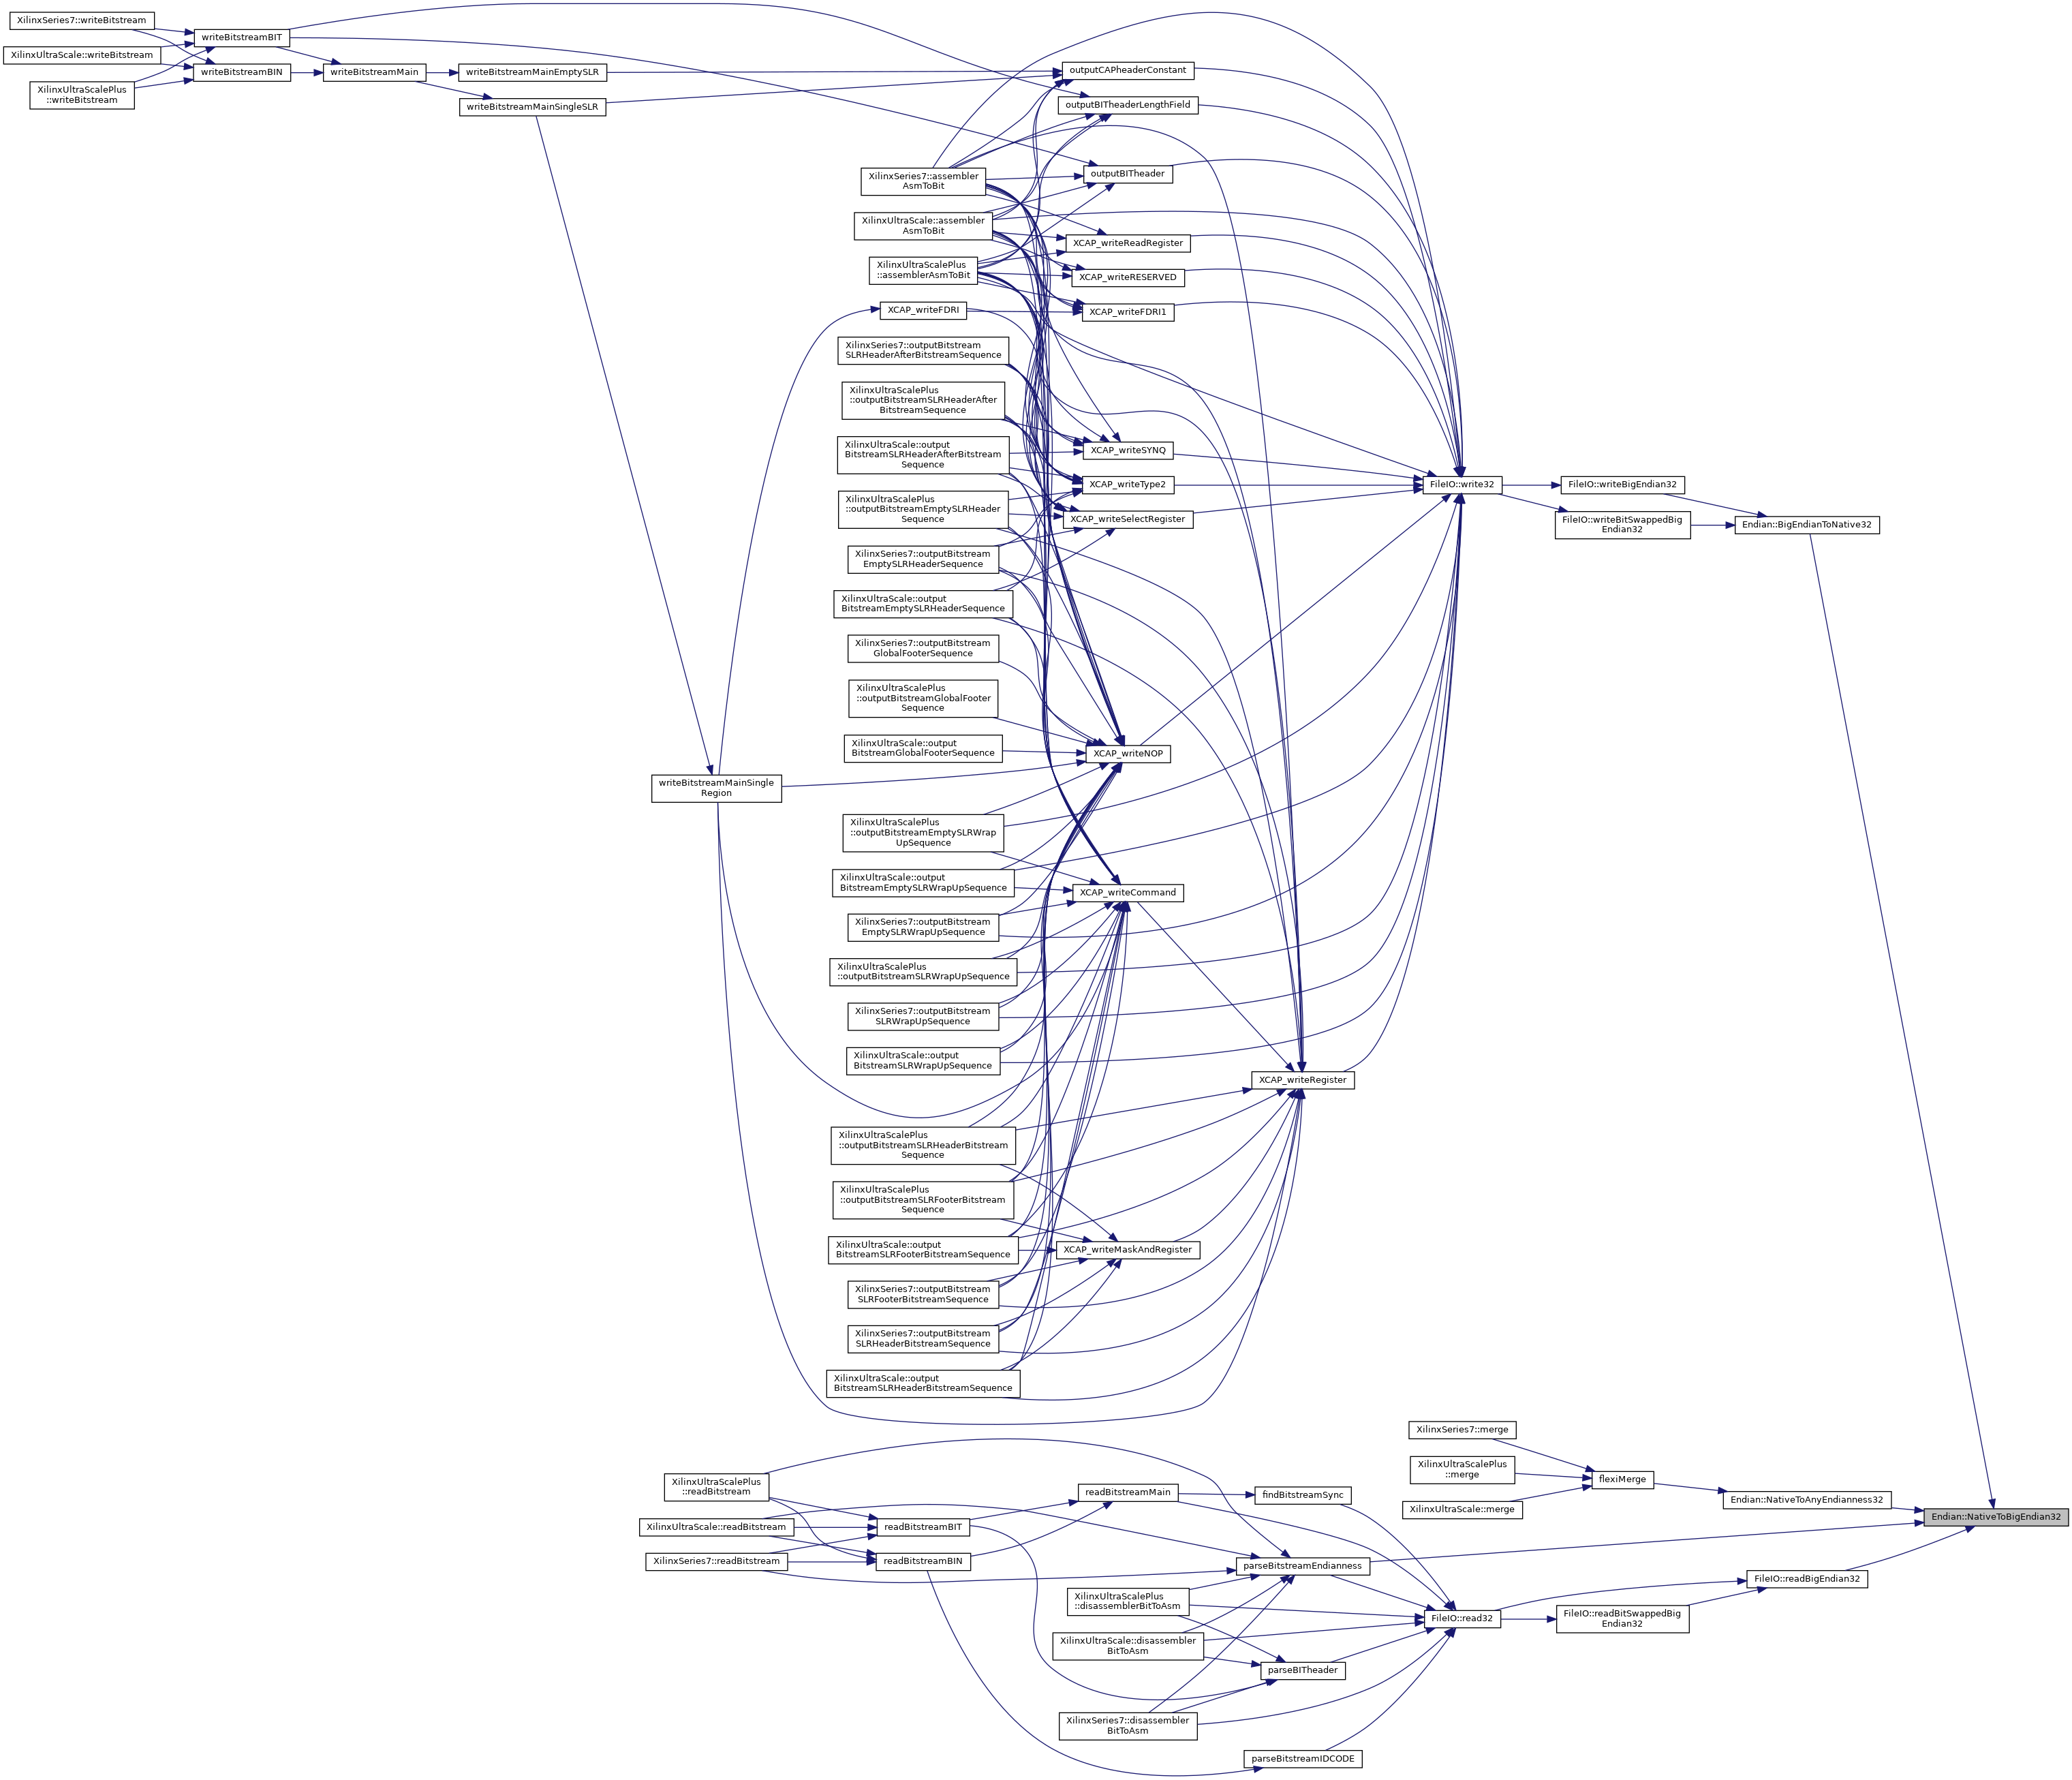 XilinxSeries7::writeBitstream
XilinxUltraScale::writeBitstream
XilinxUltraScalePlus
::writeBitstream
writeBitstreamBIT
writeBitstreamBIN
writeBitstreamMain
writeBitstreamMainEmptySLR
writeBitstreamMainSingleSLR
outputCAPheaderConstant
outputBITheaderLengthField
outputBITheader
XilinxSeries7::assembler
AsmToBit
XilinxUltraScale::assembler
AsmToBit
XilinxUltraScalePlus
::assemblerAsmToBit
XCAP_writeReadRegister
XCAP_writeRESERVED
XCAP_writeFDRI
XCAP_writeFDRI1
XilinxSeries7::outputBitstream
SLRHeaderAfterBitstreamSequence
XilinxUltraScalePlus
::outputBitstreamSLRHeaderAfter
BitstreamSequence
XilinxUltraScale::output
BitstreamSLRHeaderAfterBitstream
Sequence
XilinxUltraScalePlus
::outputBitstreamEmptySLRHeader
Sequence
XilinxSeries7::outputBitstream
EmptySLRHeaderSequence
XilinxUltraScale::output
BitstreamEmptySLRHeaderSequence
XilinxSeries7::outputBitstream
GlobalFooterSequence
XilinxUltraScalePlus
::outputBitstreamGlobalFooter
Sequence
XilinxUltraScale::output
BitstreamGlobalFooterSequence
XCAP_writeSYNQ
XCAP_writeType2
XCAP_writeSelectRegister
FileIO::write32
FileIO::writeBigEndian32
FileIO::writeBitSwappedBig
Endian32
Endian::BigEndianToNative32
XCAP_writeNOP
writeBitstreamMainSingle
Region
XilinxUltraScalePlus
::outputBitstreamEmptySLRWrap
UpSequence
XilinxUltraScale::output
BitstreamEmptySLRWrapUpSequence
XilinxSeries7::outputBitstream
EmptySLRWrapUpSequence
XilinxUltraScalePlus
::outputBitstreamSLRWrapUpSequence
XilinxSeries7::outputBitstream
SLRWrapUpSequence
XilinxUltraScale::output
BitstreamSLRWrapUpSequence
XCAP_writeCommand
XCAP_writeRegister
XilinxUltraScalePlus
::outputBitstreamSLRHeaderBitstream
Sequence
XilinxUltraScalePlus
::outputBitstreamSLRFooterBitstream
Sequence
XilinxUltraScale::output
BitstreamSLRFooterBitstreamSequence
XilinxSeries7::outputBitstream
SLRFooterBitstreamSequence
XilinxSeries7::outputBitstream
SLRHeaderBitstreamSequence
XilinxUltraScale::output
BitstreamSLRHeaderBitstreamSequence
XCAP_writeMaskAndRegister
XilinxSeries7::merge
XilinxUltraScalePlus
::merge
XilinxUltraScale::merge
flexiMerge
Endian::NativeToAnyEndianness32
Endian::NativeToBigEndian32
XilinxUltraScalePlus
::readBitstream
XilinxUltraScale::readBitstream
XilinxSeries7::readBitstream
readBitstreamMain
readBitstreamBIT
readBitstreamBIN
findBitstreamSync
parseBitstreamEndianness
XilinxUltraScalePlus
::disassemblerBitToAsm
XilinxUltraScale::disassembler
BitToAsm
XilinxSeries7::disassembler
BitToAsm
parseBITheader
parseBitstreamIDCODE
FileIO::read32
FileIO::readBigEndian32
FileIO::readBitSwappedBig
Endian32